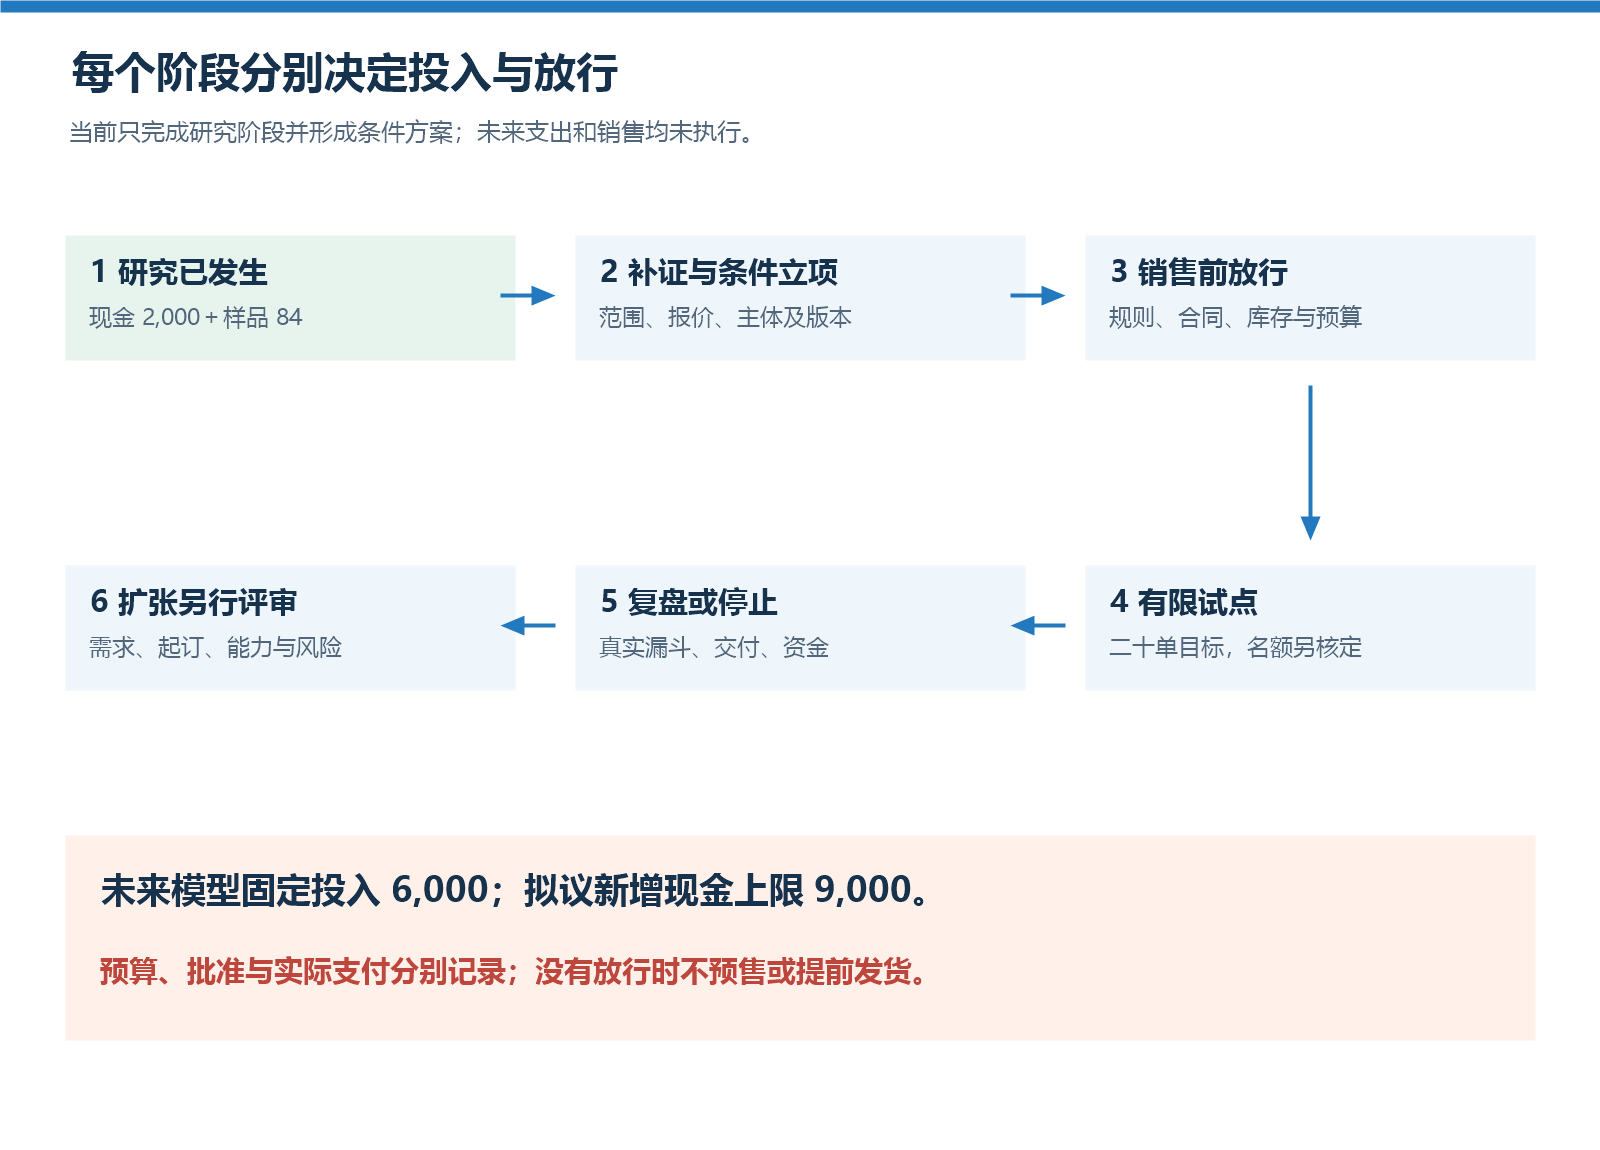 每个阶段分别决定投入与放行
当前只完成研究阶段并形成条件方案；未来支出和销售均未执行。
1 研究已发生
现金 2,000 + 样品 84
2 补证与条件立项
范围、报价、主体及版本
3 销售前放行
规则、合同、库存与预算
4 有限试点
二十单目标，名额另核定
5 复盘或停止
真实漏斗、交付、资金
6 扩张另行评审
需求、起订、能力与风险
未来模型固定投入 6,000；拟议新增现金上限 9,000。
预算、批准与实际支付分别记录；没有放行时不预售或提前发货。